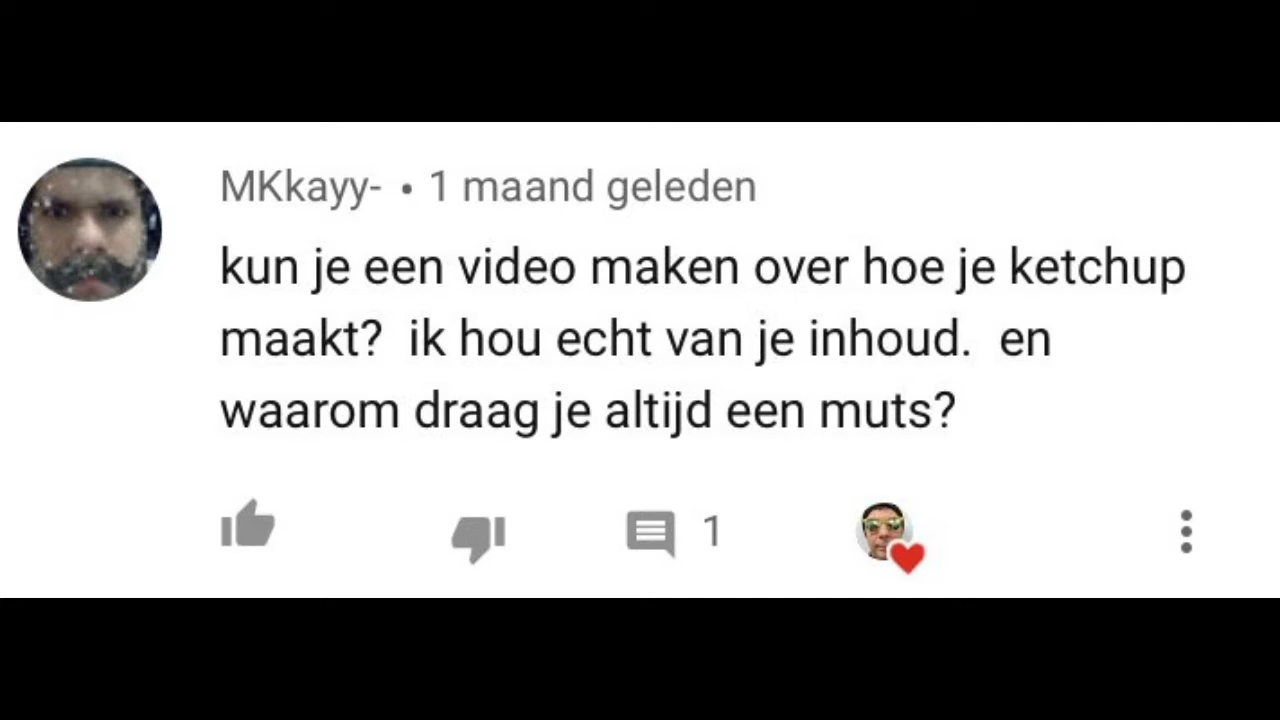 MKkayy- • 1 maand geleden
kun je een video maken over hoe je ketchup
maakt?  ik hou echt van je inhoud.  en
waarom draag je altijd een muts?
1